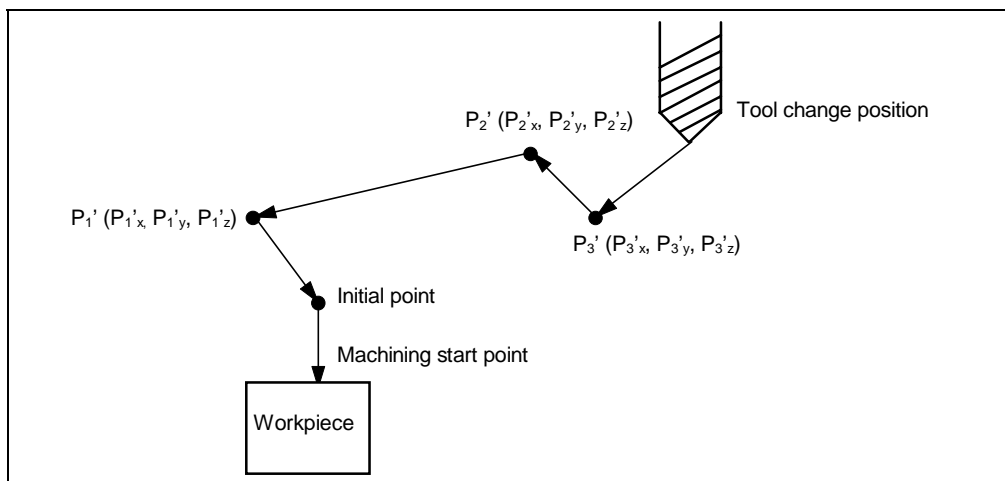 Tool change position
P2' (P2'x, P2'y, P2'z)
P1' (P1'x, P1'y, P1'z)
P3' (P3'x, P3'y, P3'z)
Initial point
Machining start point
Workpiece